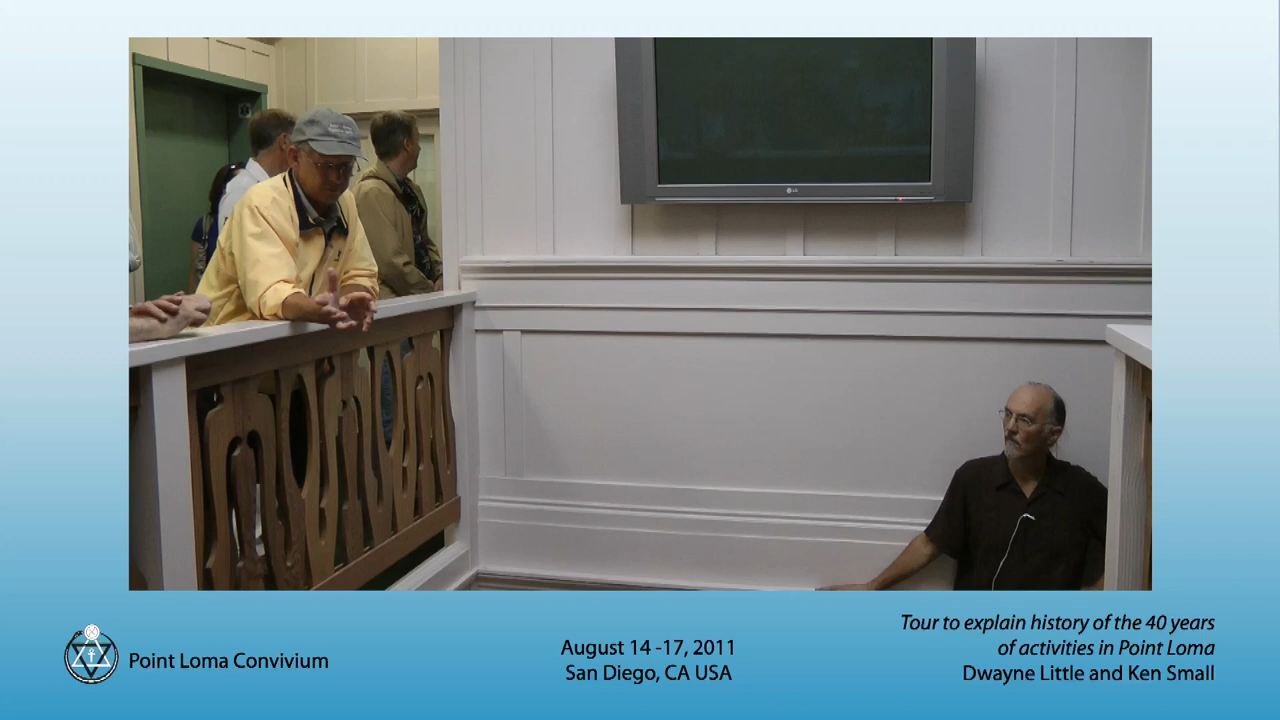 LG
Point Loma Convivium
August 14 -17, 2011
San Diego, CA USA
Tour to explain history of the 40 years
of activities in Point Loma
Dwayne Little and Ken Small